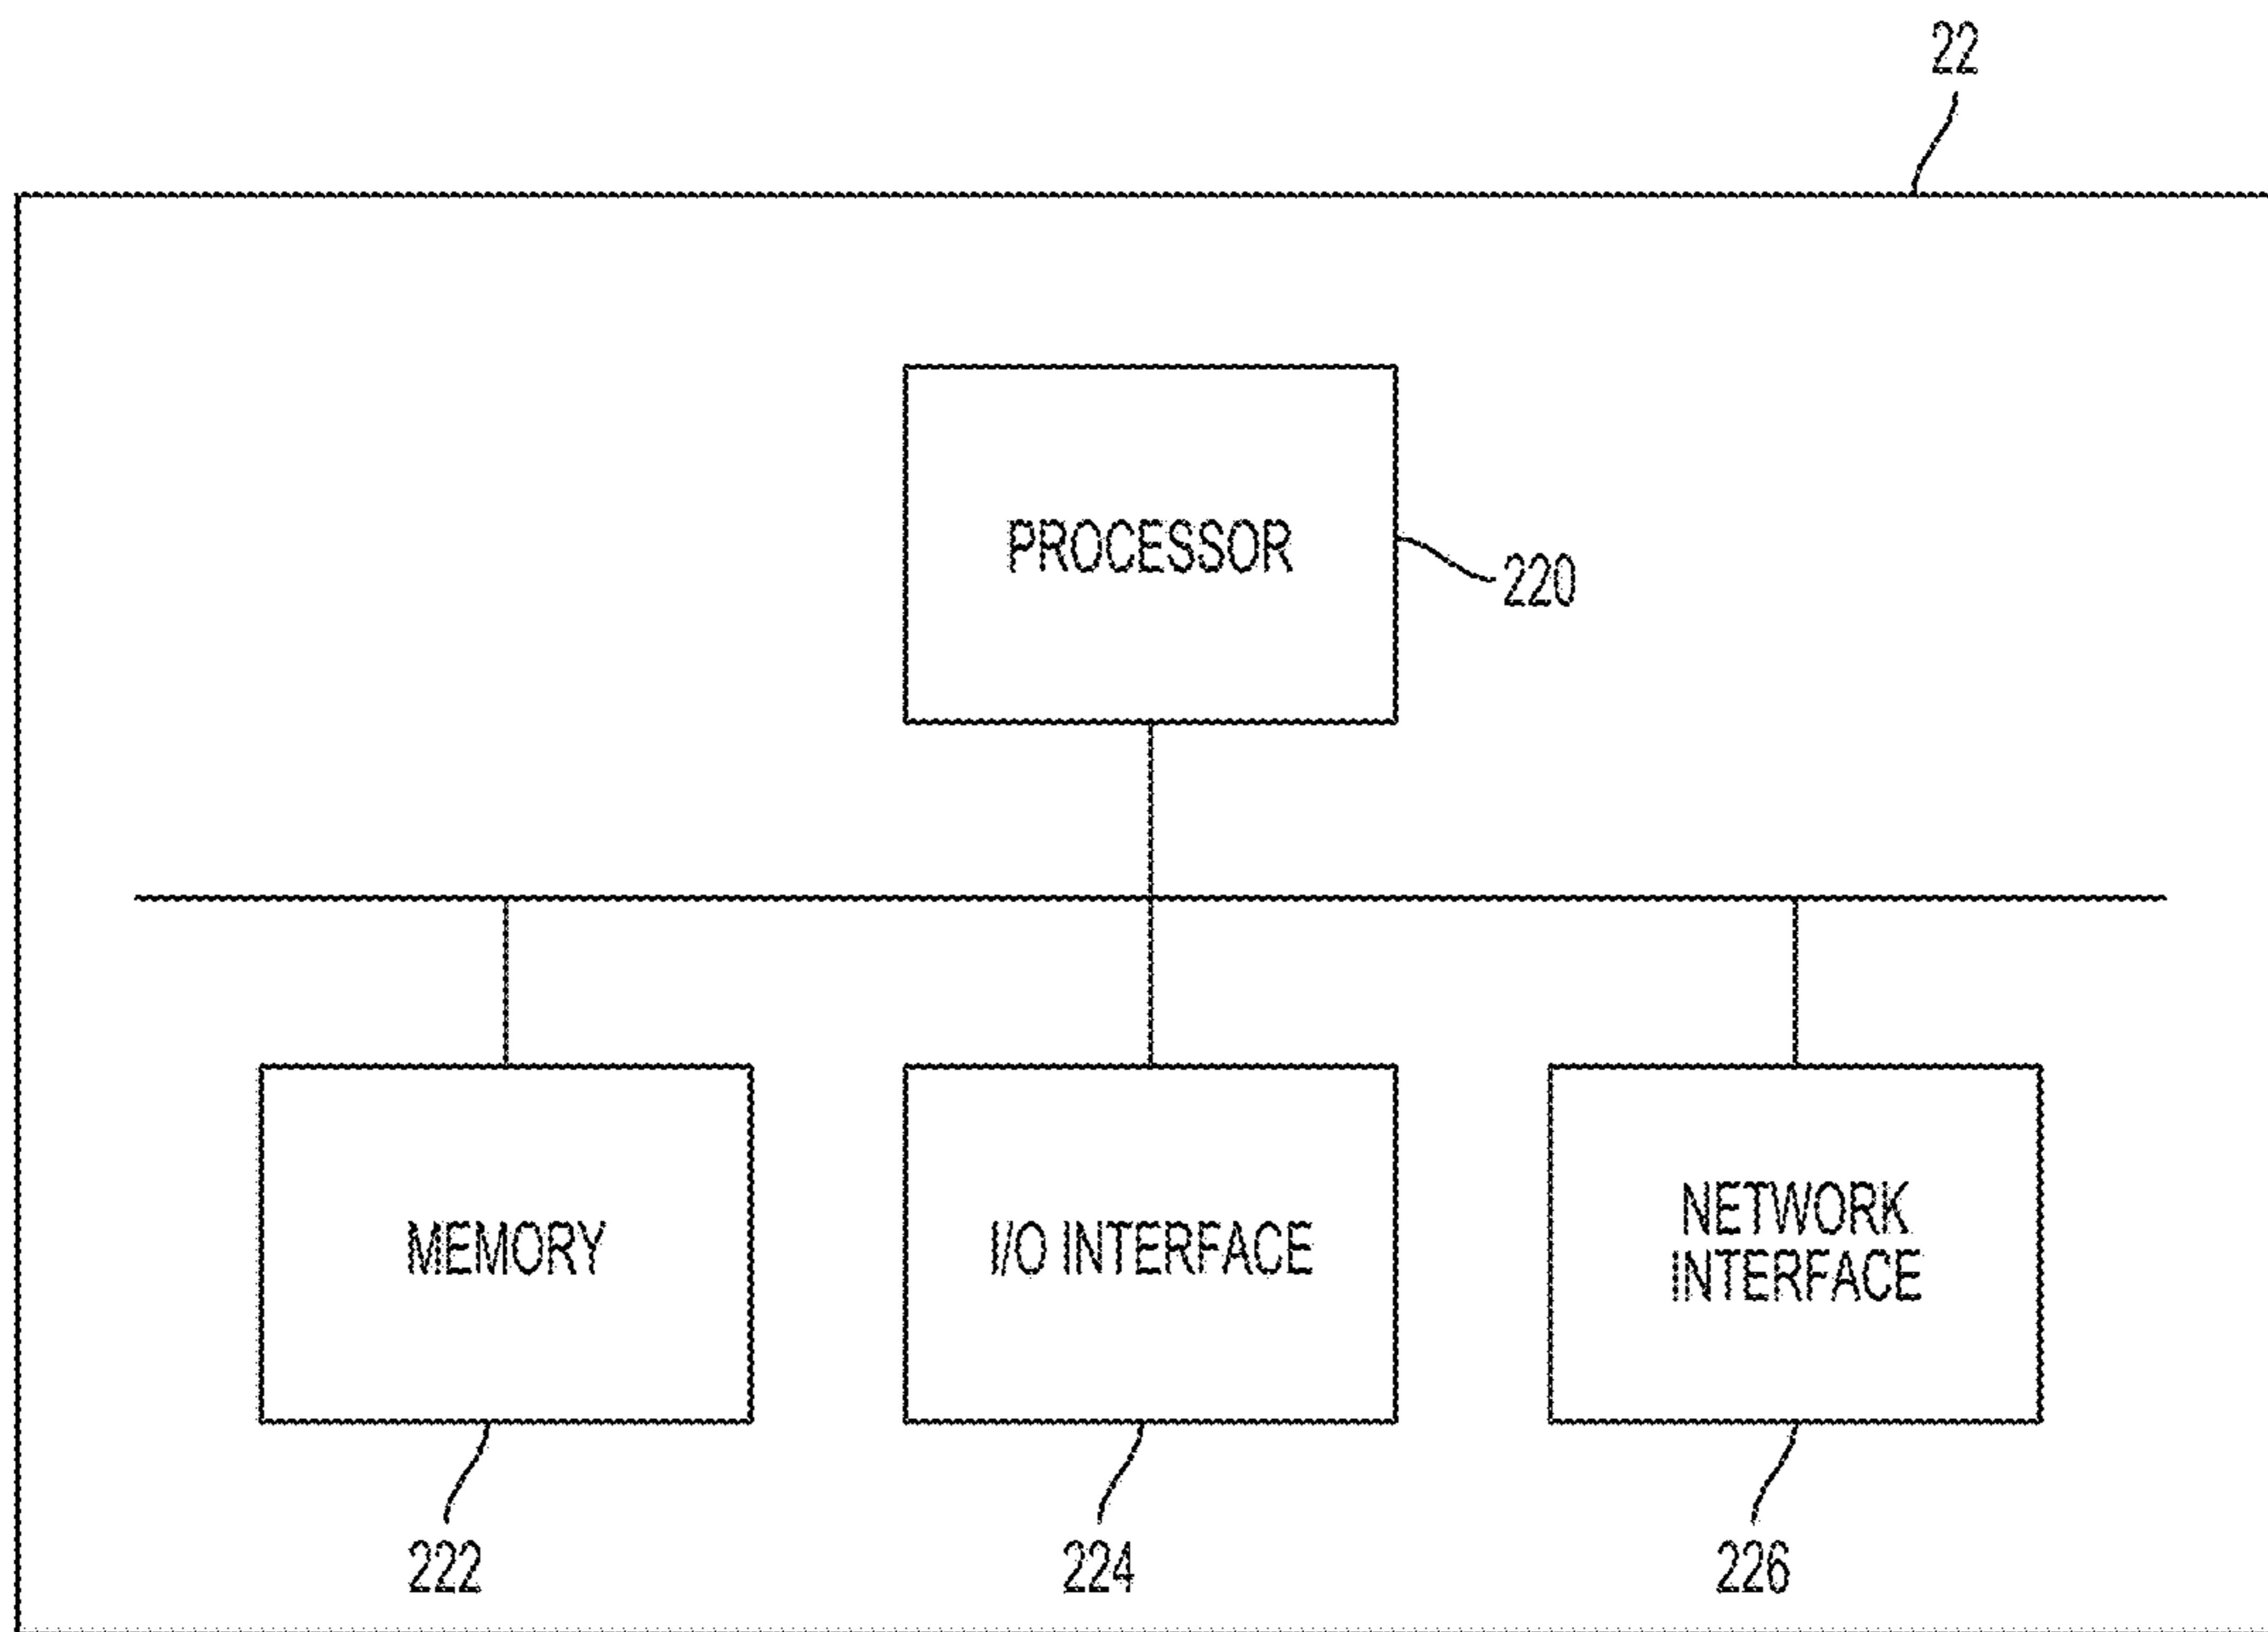 22
PROCESSOR
220
MEMORY
I/O INTERFACE
NETWORK
INTERFACE
222
224
226